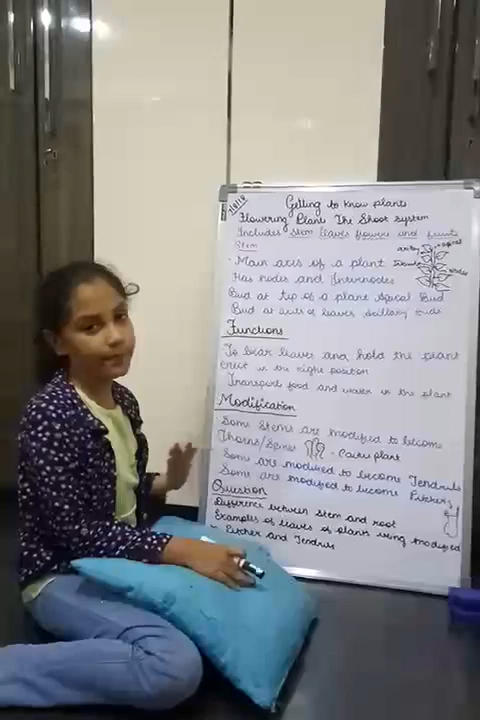 Hello
Getting to know plants
Flowering Plant The Shoot system
Includes stem leaves flowers and fruits
Stem
Main axis of a plant
Has nodes and Internodes
Bud at tip of a plant Apical Bud
Bud at axils of leaves Axillary buds
Functions
To bear leaves and hold the plant
erect in the right position
Transports food and water in the plant
Modification
Some stems are modified to become
Thorns/Spines - Cactus plant
Some are modified to become Tendrils
Some are modified to become Pitchers
Question
Difference between stem and root
Examples of leaves of plants being modified
Pitcher and Tendrils